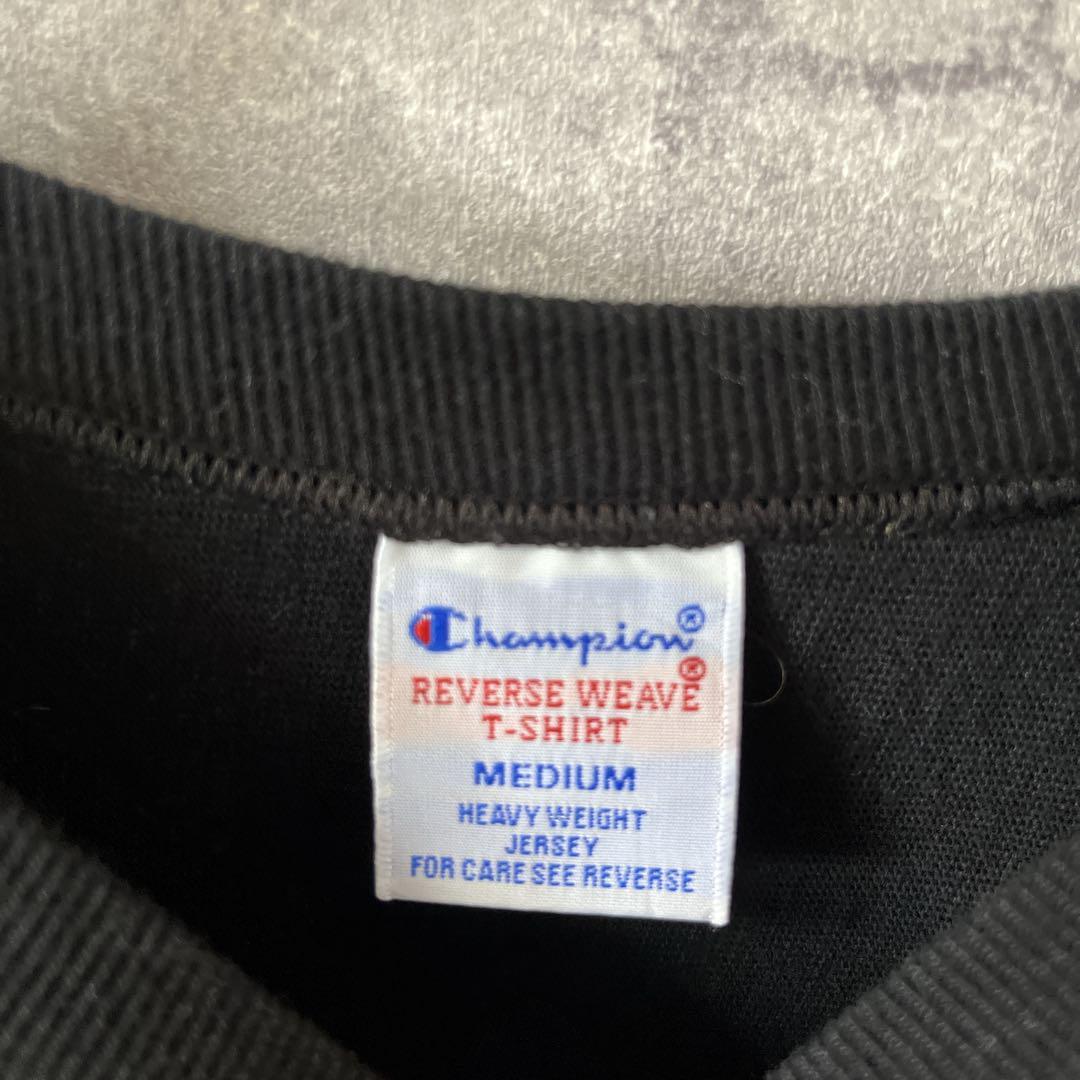 Champion®
REVERSE WEAVE®
T-SHIRT
MEDIUM
HEAVY WEIGHT
JERSEY
FOR CARE SEE REVERSE